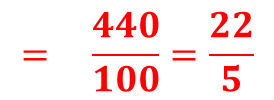 = 440/100 = 22/5